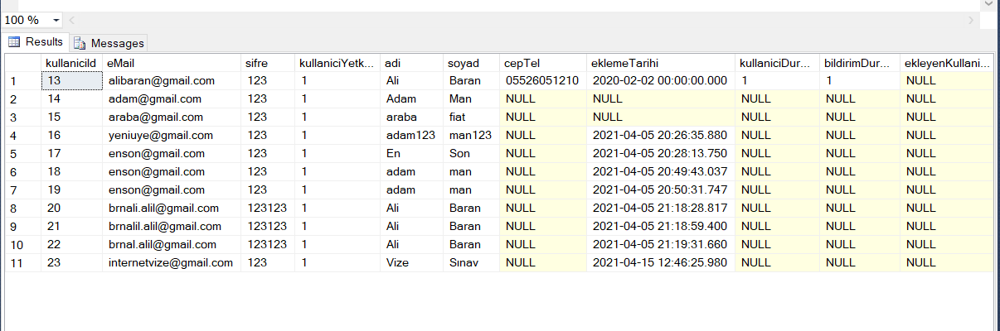 100 %
Results Messages
kullaniciId eMail sifre kullaniciYetk... adi soyad cepTel eklemeTarihi kullaniciDur... bildirimDur... ekleyenKullani...
1 13 alibaran@gmail.com 123 1 Ali Baran 05526051210 2020-02-02 00:00:00.000 1 1 NULL
2 14 adam@gmail.com 123 1 Adam Man NULL NULL NULL NULL NULL
3 15 araba@gmail.com 123 1 araba fiat NULL NULL NULL NULL NULL
4 16 yeniuye@gmail.com 123 1 adam123 man123 NULL 2021-04-05 20:26:35.880 NULL NULL NULL
5 17 enson@gmail.com 123 1 En Son NULL 2021-04-05 20:28:13.750 NULL NULL NULL
6 18 enson@gmail.com 123 1 adam man NULL 2021-04-05 20:49:43.037 NULL NULL NULL
7 19 enson@gmail.com 123 1 adam man NULL 2021-04-05 20:50:31.747 NULL NULL NULL
8 20 brnali.alil@gmail.com 123123 1 Ali Baran NULL 2021-04-05 21:18:28.817 NULL NULL NULL
9 21 brnalil.alil@gmail.com 123123 1 Ali Baran NULL 2021-04-05 21:18:59.400 NULL NULL NULL
10 22 brnal.alil@gmail.com 123123 1 Ali Baran NULL 2021-04-05 21:19:31.660 NULL NULL NULL
11 23 internetvize@gmail.com 123 1 Vize Sınav NULL 2021-04-15 12:46:25.980 NULL NULL NULL